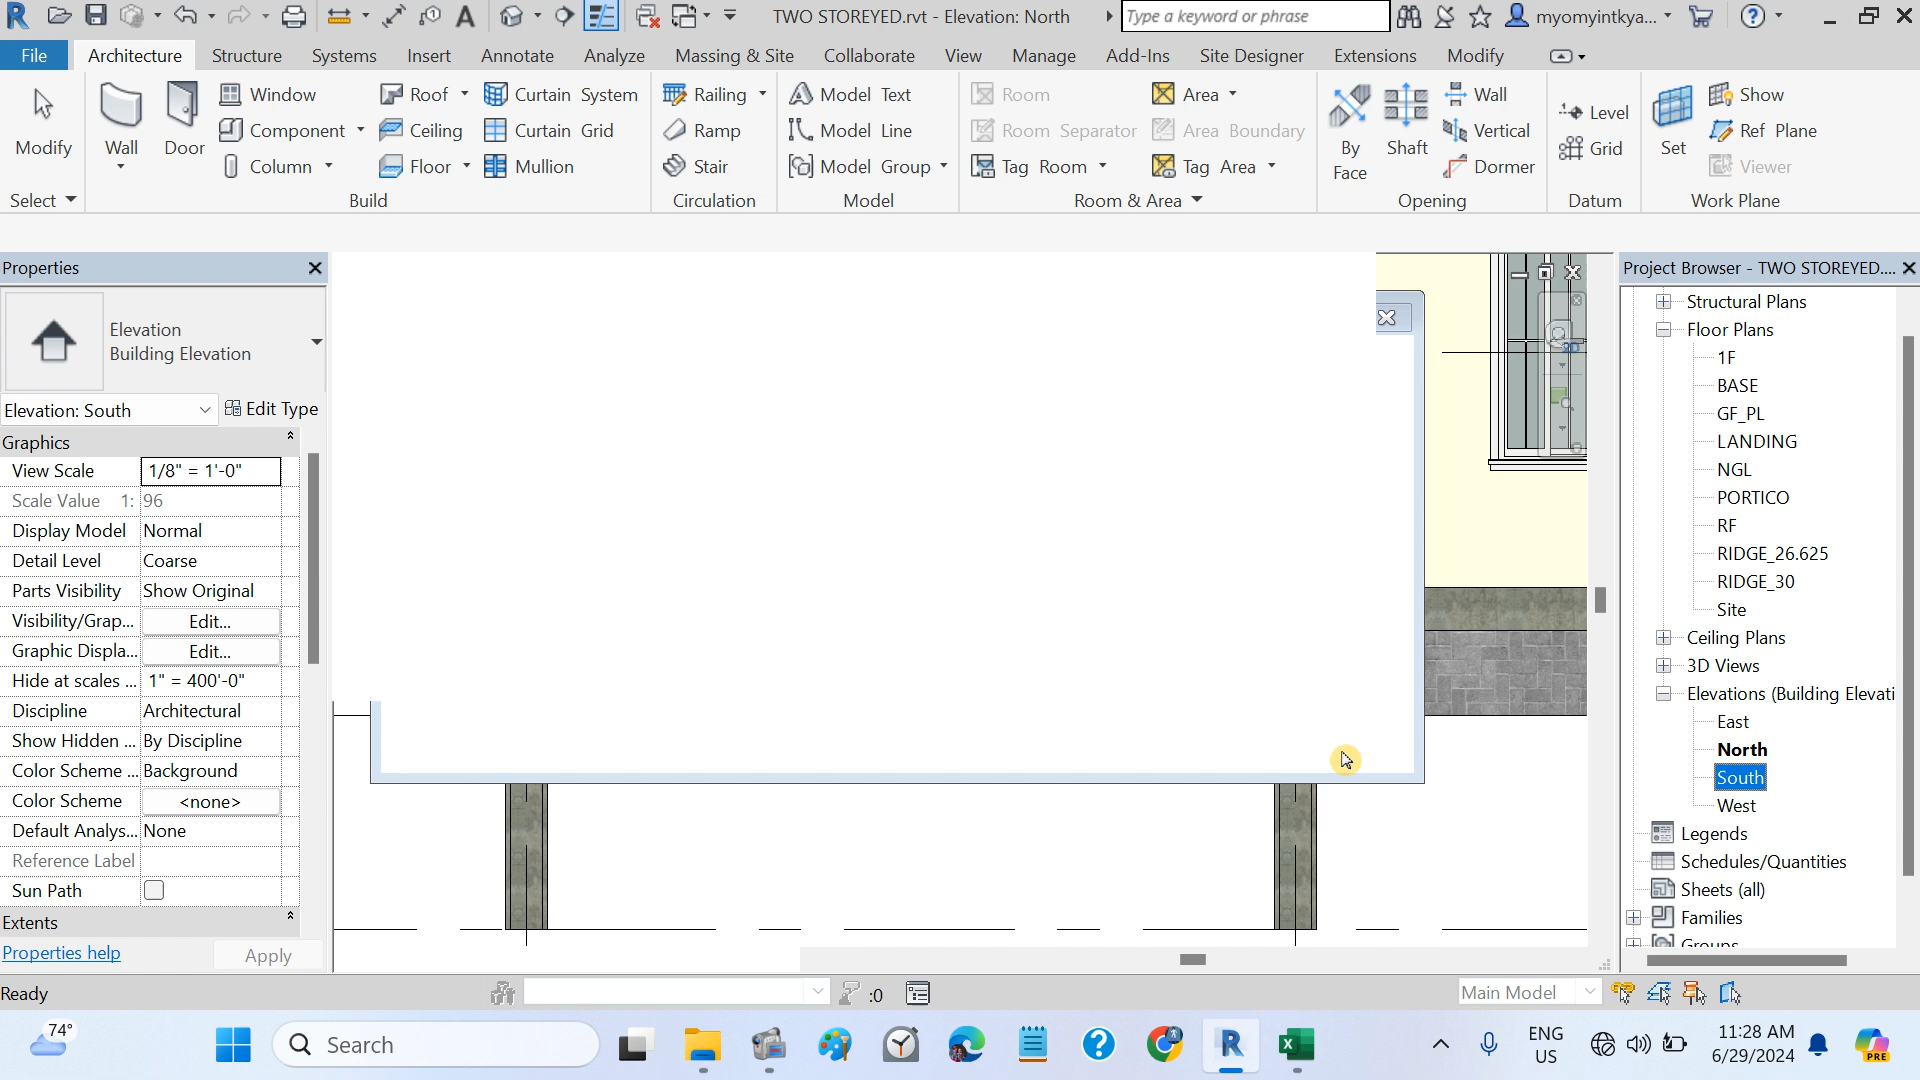 TWO STOREYED.rvt - Elevation: North
Type a keyword or phrase
myomyintkya...
File Architecture Structure Systems Insert Annotate Analyze Massing & Site Collaborate View Manage Add-Ins Site Designer Extensions Modify
Modify
Select
Wall
Door
Window
Component
Column
Roof
Ceiling
Floor
Curtain System
Curtain Grid
Mullion
Build
Railing
Ramp
Stair
Circulation
Model Text
Model Line
Model Group
Model
Room
Room Separator
Tag Room
Area
Area Boundary
Tag Area
Room & Area
By
Face
Shaft
Wall
Vertical
Dormer
Opening
Level
Grid
Datum
Set
Show
Ref Plane
Viewer
Work Plane
Properties
Elevation
Building Elevation
Elevation: South
Edit Type
Graphics
View Scale 1/8" = 1'-0"
Scale Value 1: 96
Display Model Normal
Detail Level Coarse
Parts Visibility Show Original
Visibility/Grap... Edit...
Graphic Displa... Edit...
Hide at scales ... 1" = 400'-0"
Discipline Architectural
Show Hidden ... By Discipline
Color Scheme ... Background
Color Scheme <none>
Default Analys... None
Reference Label
Sun Path
Extents
Properties help
Apply
Project Browser - TWO STOREYED....
Structural Plans
Floor Plans
1F
BASE
GF_PL
LANDING
NGL
PORTICO
RF
RIDGE_26.625
RIDGE_30
Site
Ceiling Plans
3D Views
Elevations (Building Elevati
East
North
South
West
Legends
Schedules/Quantities
Sheets (all)
Families
Groups
Ready
:0
Main Model
74°
Search
ENG
US
11:28 AM
6/29/2024
PRE